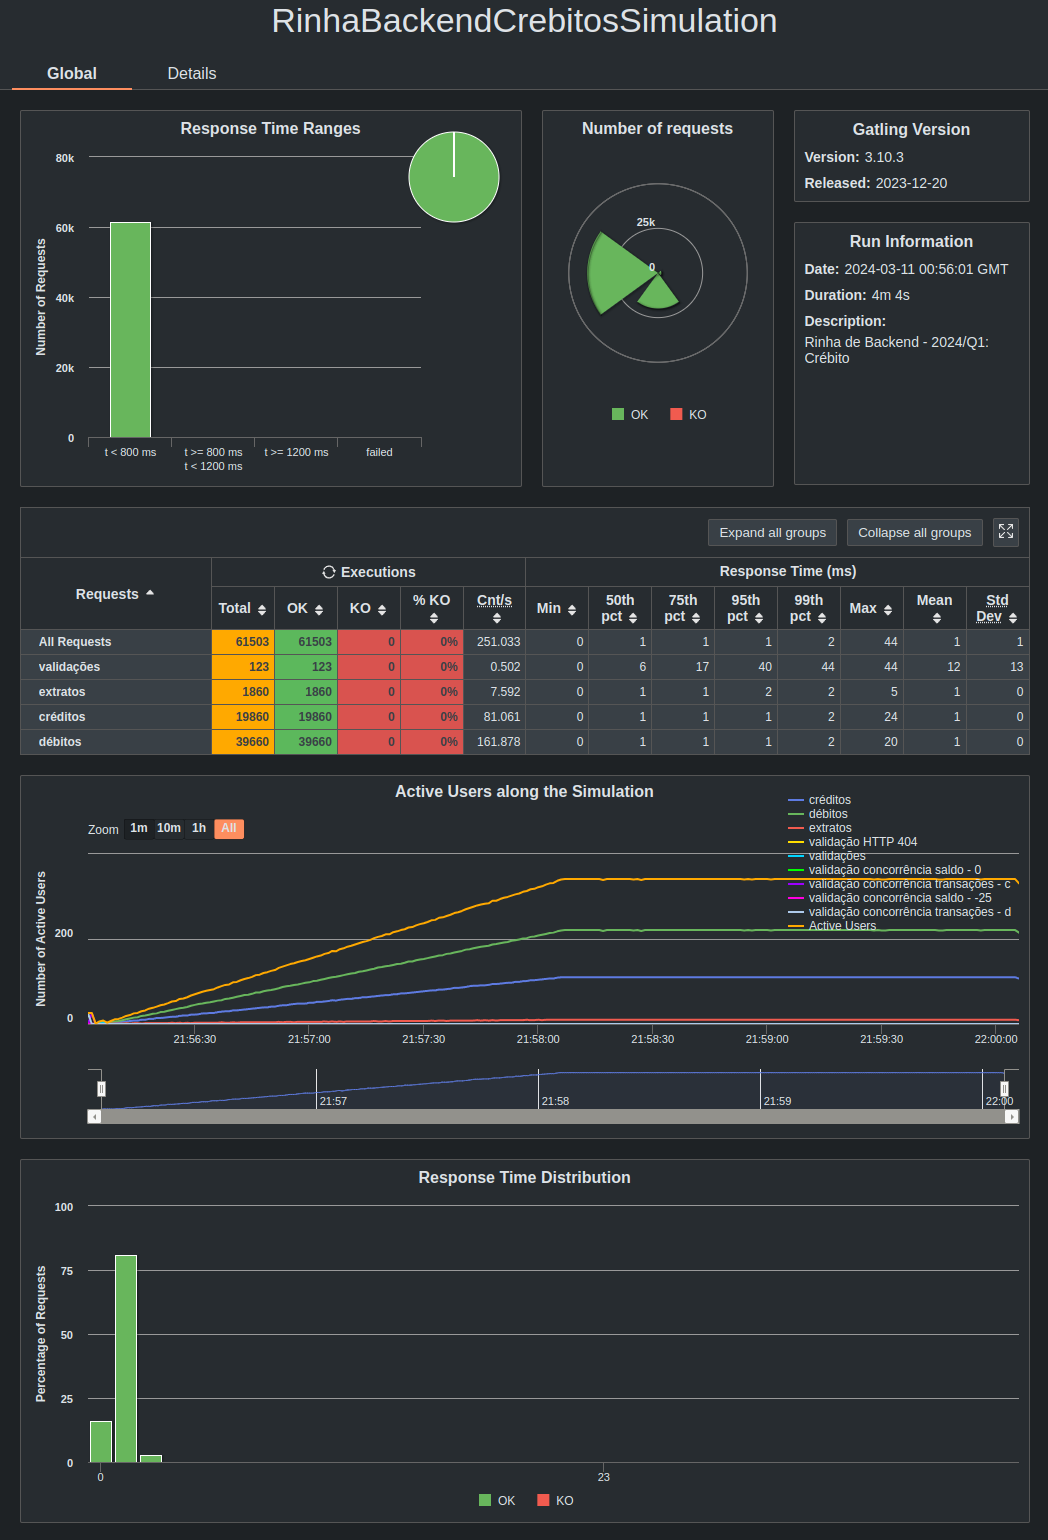 RinhaBackendCrebitosSimulation
Global
Details
Response Time Ranges
80k
60k
40k
20k
0
Number of Requests
t < 800 ms
t >= 800 ms
t < 1200 ms
t >= 1200 ms
failed
Number of requests
25k
0
OK
KO
Gatling Version
Version: 3.10.3
Released: 2023-12-20
Run Information
Date: 2024-03-11 00:56:01 GMT
Duration: 4m 4s
Description:
Rinha de Backend - 2024/Q1:
Crébito
Expand all groups
Collapse all groups
Requests
Executions
Response Time (ms)
Total OK KO % KO Cnt/s Min 50th pct 75th pct 95th pct 99th pct Max Mean Std Dev
All Requests 61503 61503 0 0% 251.033 0 1 1 1 2 44 1 1
validações 123 123 0 0% 0.502 0 6 17 40 44 44 12 13
extratos 1860 1860 0 0% 7.592 0 1 1 2 2 5 1 0
créditos 19860 19860 0 0% 81.061 0 1 1 1 2 24 1 0
débitos 39660 39660 0 0% 161.878 0 1 1 1 2 20 1 0
Active Users along the Simulation
Zoom 1m 10m 1h All
créditos
débitos
extratos
validação HTTP 404
validações
validação concorrência saldo - 0
validação concorrência transações - c
validação concorrência saldo - -25
validação concorrência transações - d
Active Users
Number of Active Users
200
0
21:56:30 21:57:00 21:57:30 21:58:00 21:58:30 21:59:00 21:59:30 22:00:00
21:57 21:58 21:59 22:00
Response Time Distribution
100
75
50
25
0
Percentage of Requests
0 23
OK KO